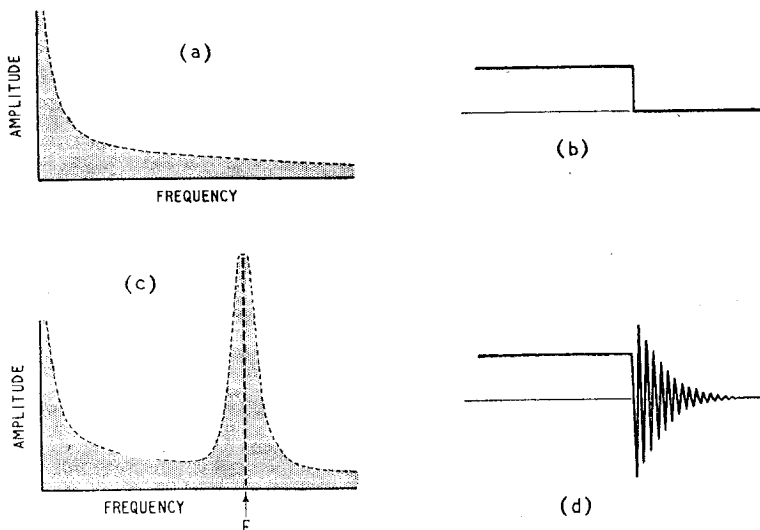 (a)
AMPLITUDE
FREQUENCY
(b)
(c)
AMPLITUDE
FREQUENCY
F
(d)